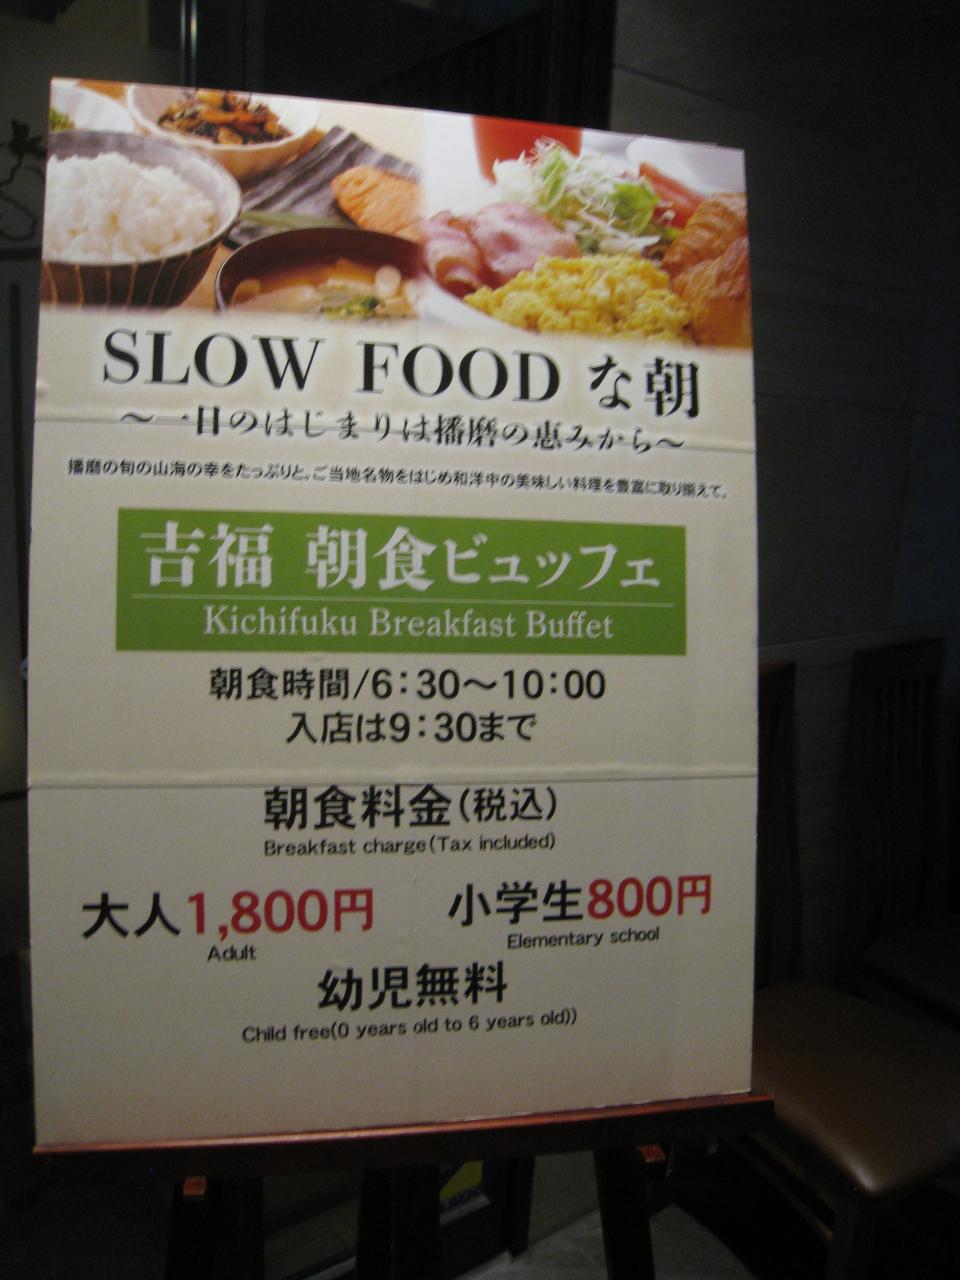 SLOW FOOD な朝
～一日のはじまりは播磨の恵みから～
播磨の旬の山海の幸をたっぷりと、ご当地名物をはじめ和洋中の美味しい料理を豊富に取り揃えて。
吉福 朝食ビュッフェ
Kichifuku Breakfast Buffet
朝食時間/6:30～10:00
入店は9:30まで
朝食料金(税込)
Breakfast charge(Tax included)
大人1,800円 小学生800円
Adult Elementary school
幼児無料
Child free(0 years old to 6 years old))